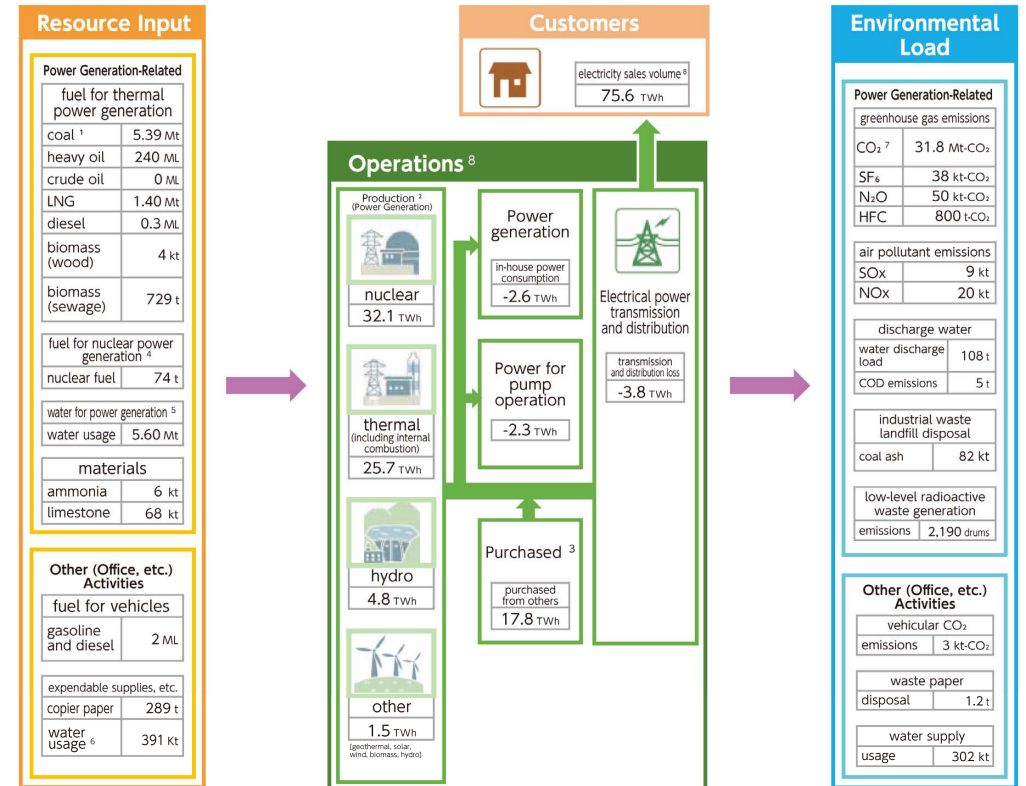 Resource Input
Power Generation-Related
fuel for thermal
power generation
coal ¹ 5.39 Mt
heavy oil 240 ML
crude oil 0 ML
LNG 1.40 Mt
diesel 0.3 ML
biomass
(wood) 4 kt
biomass
(sewage) 729 t
fuel for nuclear power
generation ⁴
nuclear fuel 74 t
water for power generation ⁵
water usage 5.60 Mt
materials
ammonia 6 kt
limestone 68 kt
Other (Office, etc.)
Activities
fuel for vehicles
gasoline
and diesel 2 ML
expendable supplies, etc.
copier paper 289 t
water
usage ⁶ 391 Kt
Customers
electricity sales volume ⁸
75.6 TWh
Operations ⁸
Production ²
(Power Generation)
nuclear
32.1 TWh
thermal
(including internal
combustion)
25.7 TWh
hydro
4.8 TWh
other
1.5 TWh
[geothermal, solar,
wind, biomass, hydro]
Power
generation
in-house power
consumption
-2.6 TWh
Power for
pump
operation
-2.3 TWh
Purchased ³
purchased
from others
17.8 TWh
Electrical power
transmission
and distribution
transmission
and distribution loss
-3.8 TWh
Environmental
Load
Power Generation-Related
greenhouse gas emissions
CO₂ ⁷ 31.8 Mt-CO₂
SF₆ 38 kt-CO₂
N₂O 50 kt-CO₂
HFC 800 t-CO₂
air pollutant emissions
SOx 9 kt
NOx 20 kt
discharge water
water discharge
load 108 t
COD emissions 5 t
industrial waste
landfill disposal
coal ash 82 kt
low-level radioactive
waste generation
emissions 2,190 drums
Other (Office, etc.)
Activities
vehicular CO₂
emissions 3 kt-CO₂
waste paper
disposal 1.2 t
water supply
usage 302 kt